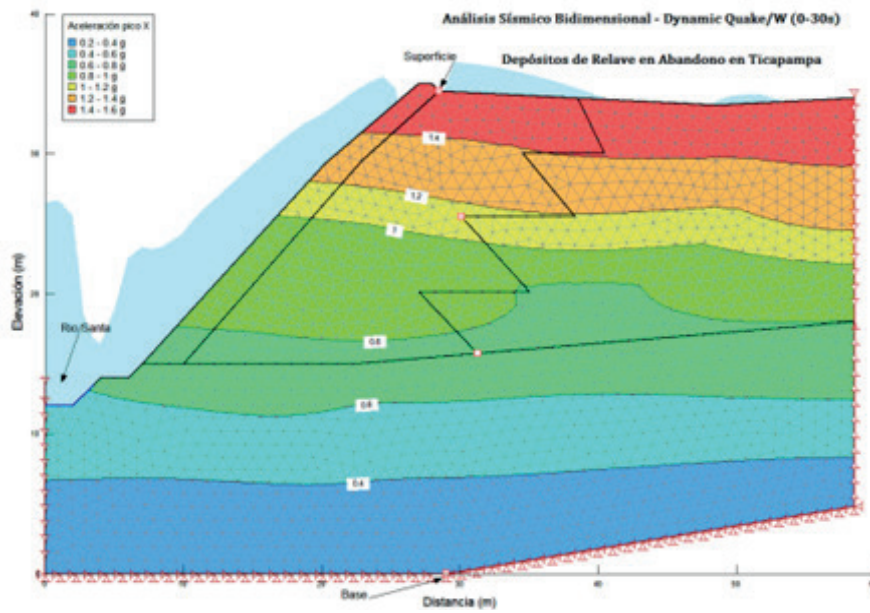 Análisis Sísmico Bidimensional - Dynamic Quake/W (0-30s)
Depósitos de Relave en Abandono en Ticapampa
Aceleración pico X
0.2 - 0.4 g
0.4 - 0.6 g
0.6 - 0.8 g
0.8 - 1 g
1 - 1.2 g
1.2 - 1.4 g
1.4 - 1.6 g
Superficie
1.4
1.2
1
0.8
0.6
0.4
Rio Santa
Base
Elevación (m)
40
30
20
10
0
0
10
20
30
40
50
Distancia (m)